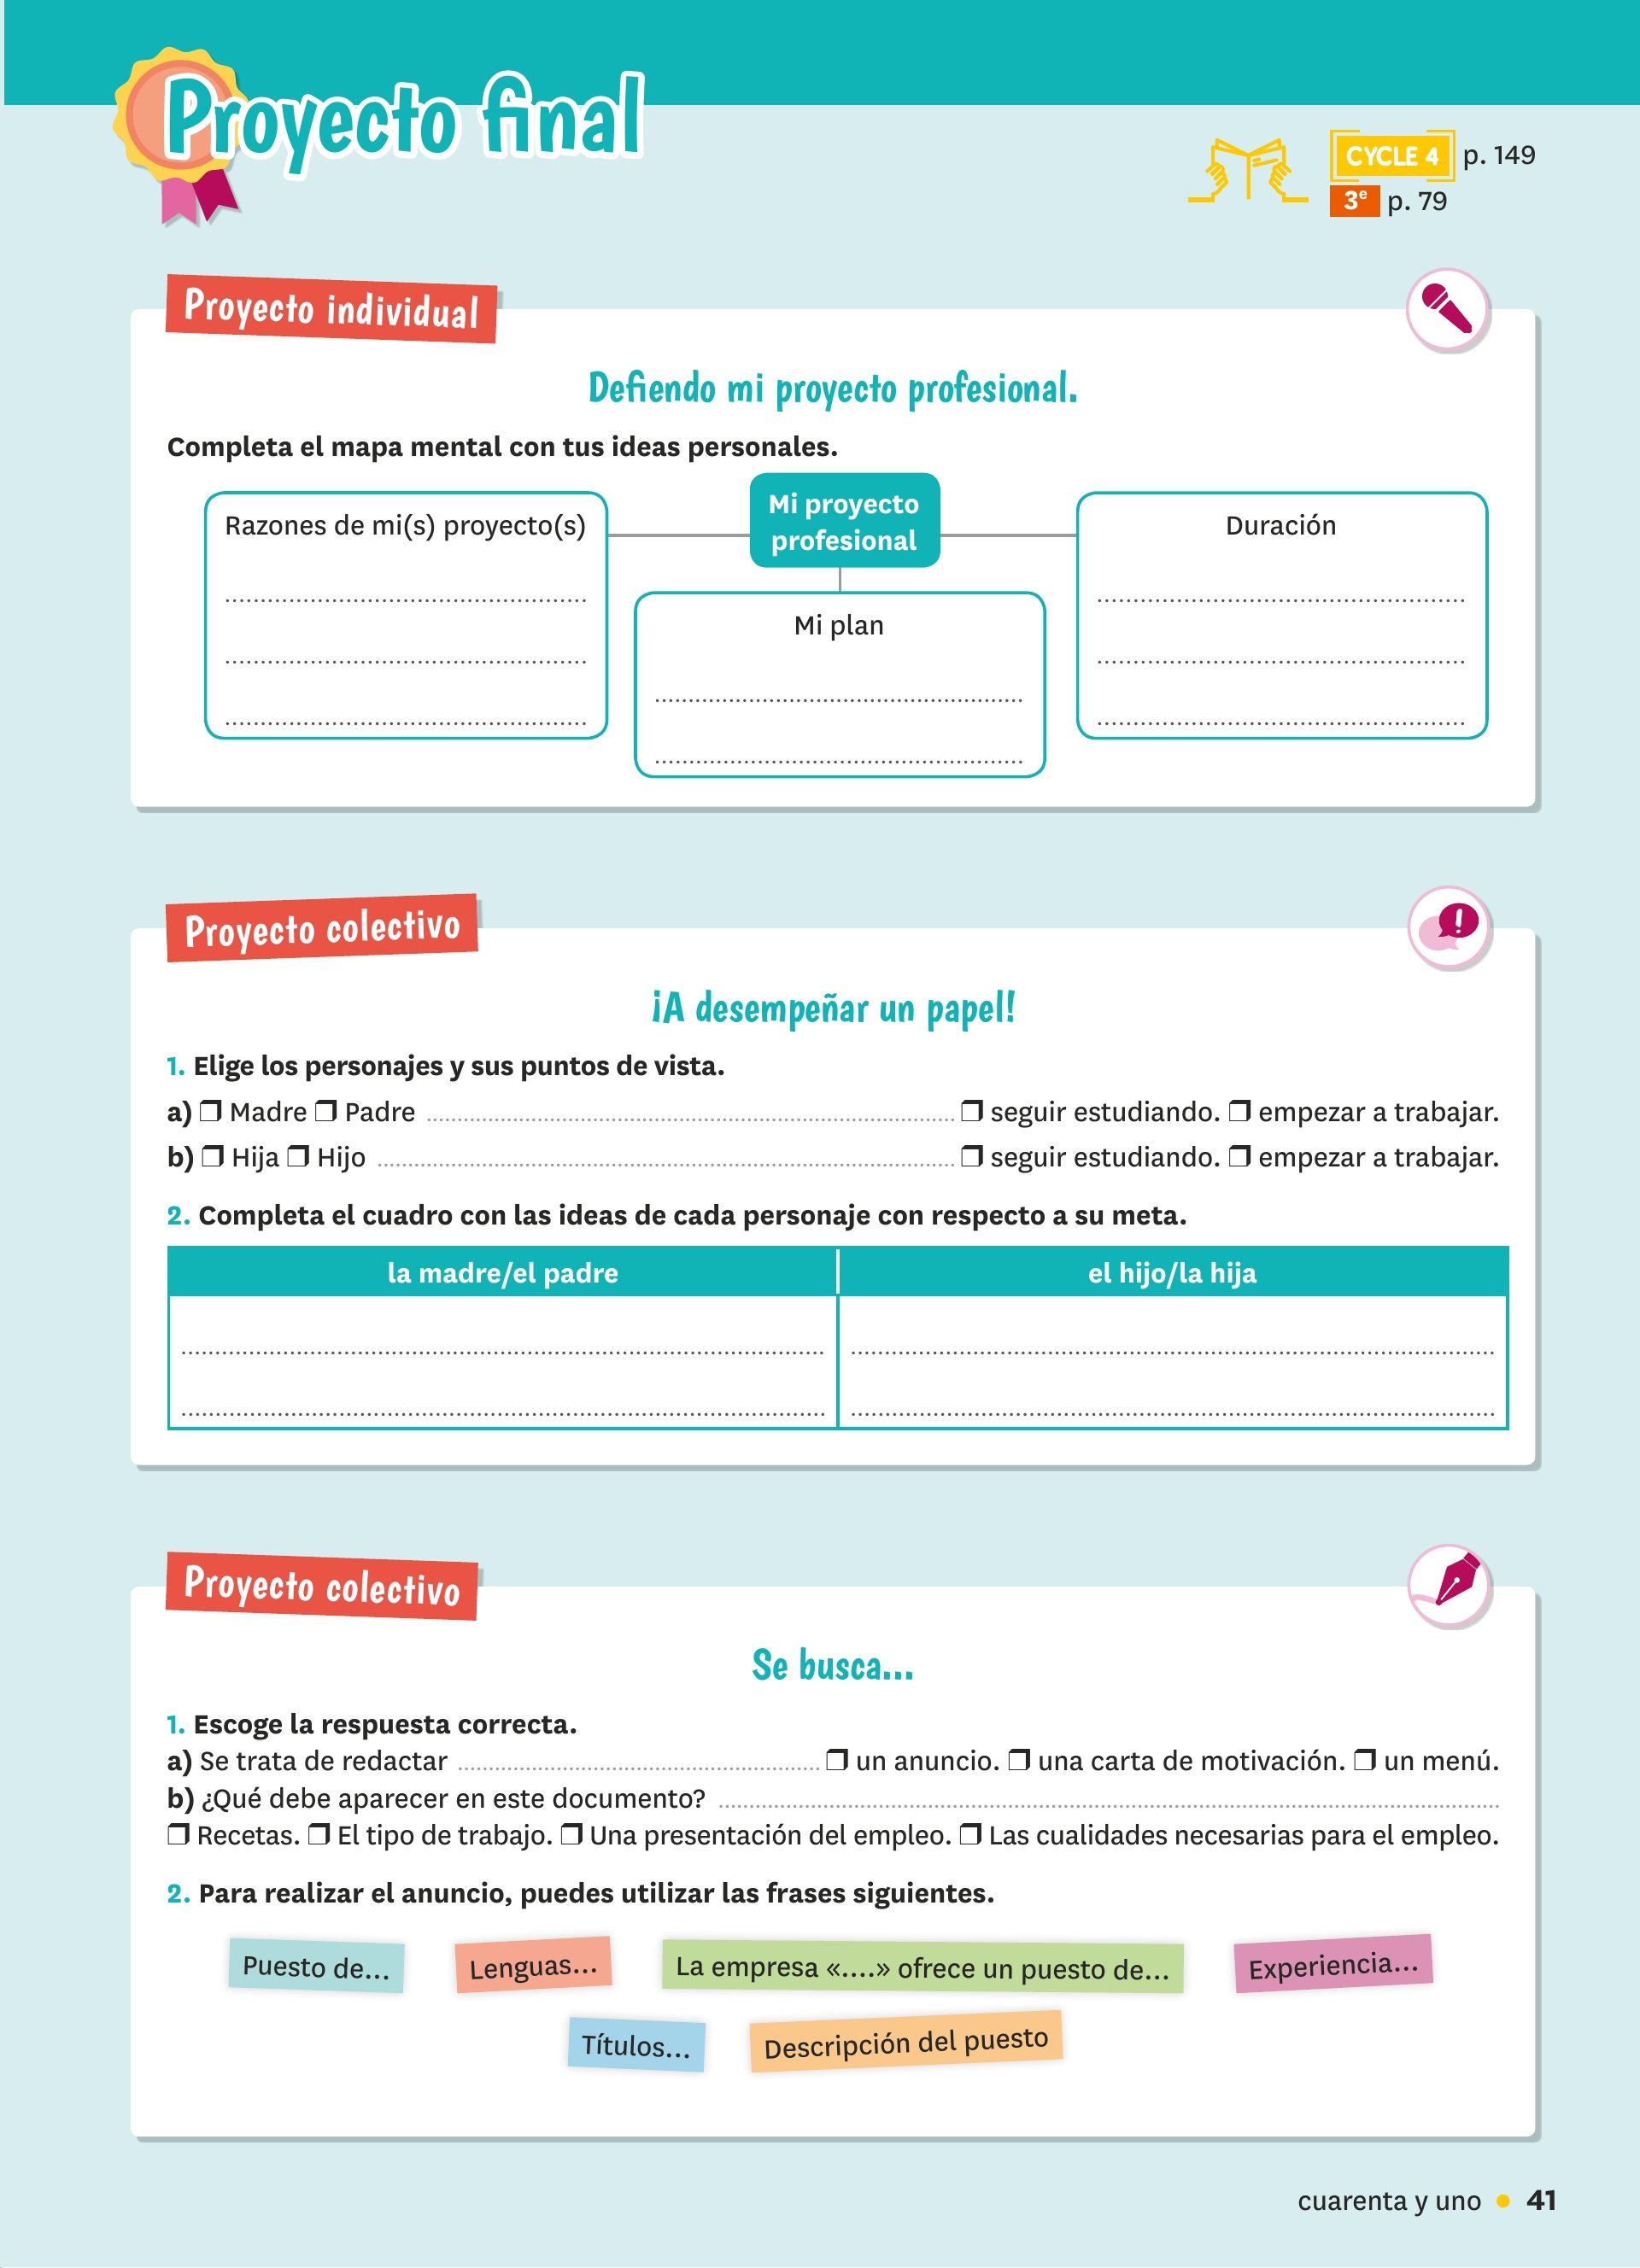 Proyecto final
CYCLE 4 p. 149
3e p. 79
Proyecto individual
Defiendo mi proyecto profesional.
Completa el mapa mental con tus ideas personales.
Razones de mi(s) proyecto(s)
Mi proyecto
profesional
Duración
Mi plan
Proyecto colectivo
¡A desempeñar un papel!
1. Elige los personajes y sus puntos de vista.
a) ❒ Madre ❒ Padre ........ ❒ seguir estudiando. ❒ empezar a trabajar.
b) ❒ Hija ❒ Hijo ........ ❒ seguir estudiando. ❒ empezar a trabajar.
2. Completa el cuadro con las ideas de cada personaje con respecto a su meta.
la madre/el padre
el hijo/la hija
Proyecto colectivo
Se busca...
1. Escoge la respuesta correcta.
a) Se trata de redactar ........ ❒ un anuncio. ❒ una carta de motivación. ❒ un menú.
b) ¿Qué debe aparecer en este documento? ........
❒ Recetas. ❒ El tipo de trabajo. ❒ Una presentación del empleo. ❒ Las cualidades necesarias para el empleo.
2. Para realizar el anuncio, puedes utilizar las frases siguientes.
Puesto de...
Lenguas...
La empresa «....» ofrece un puesto de...
Experiencia...
Títulos...
Descripción del puesto
cuarenta y uno • 41